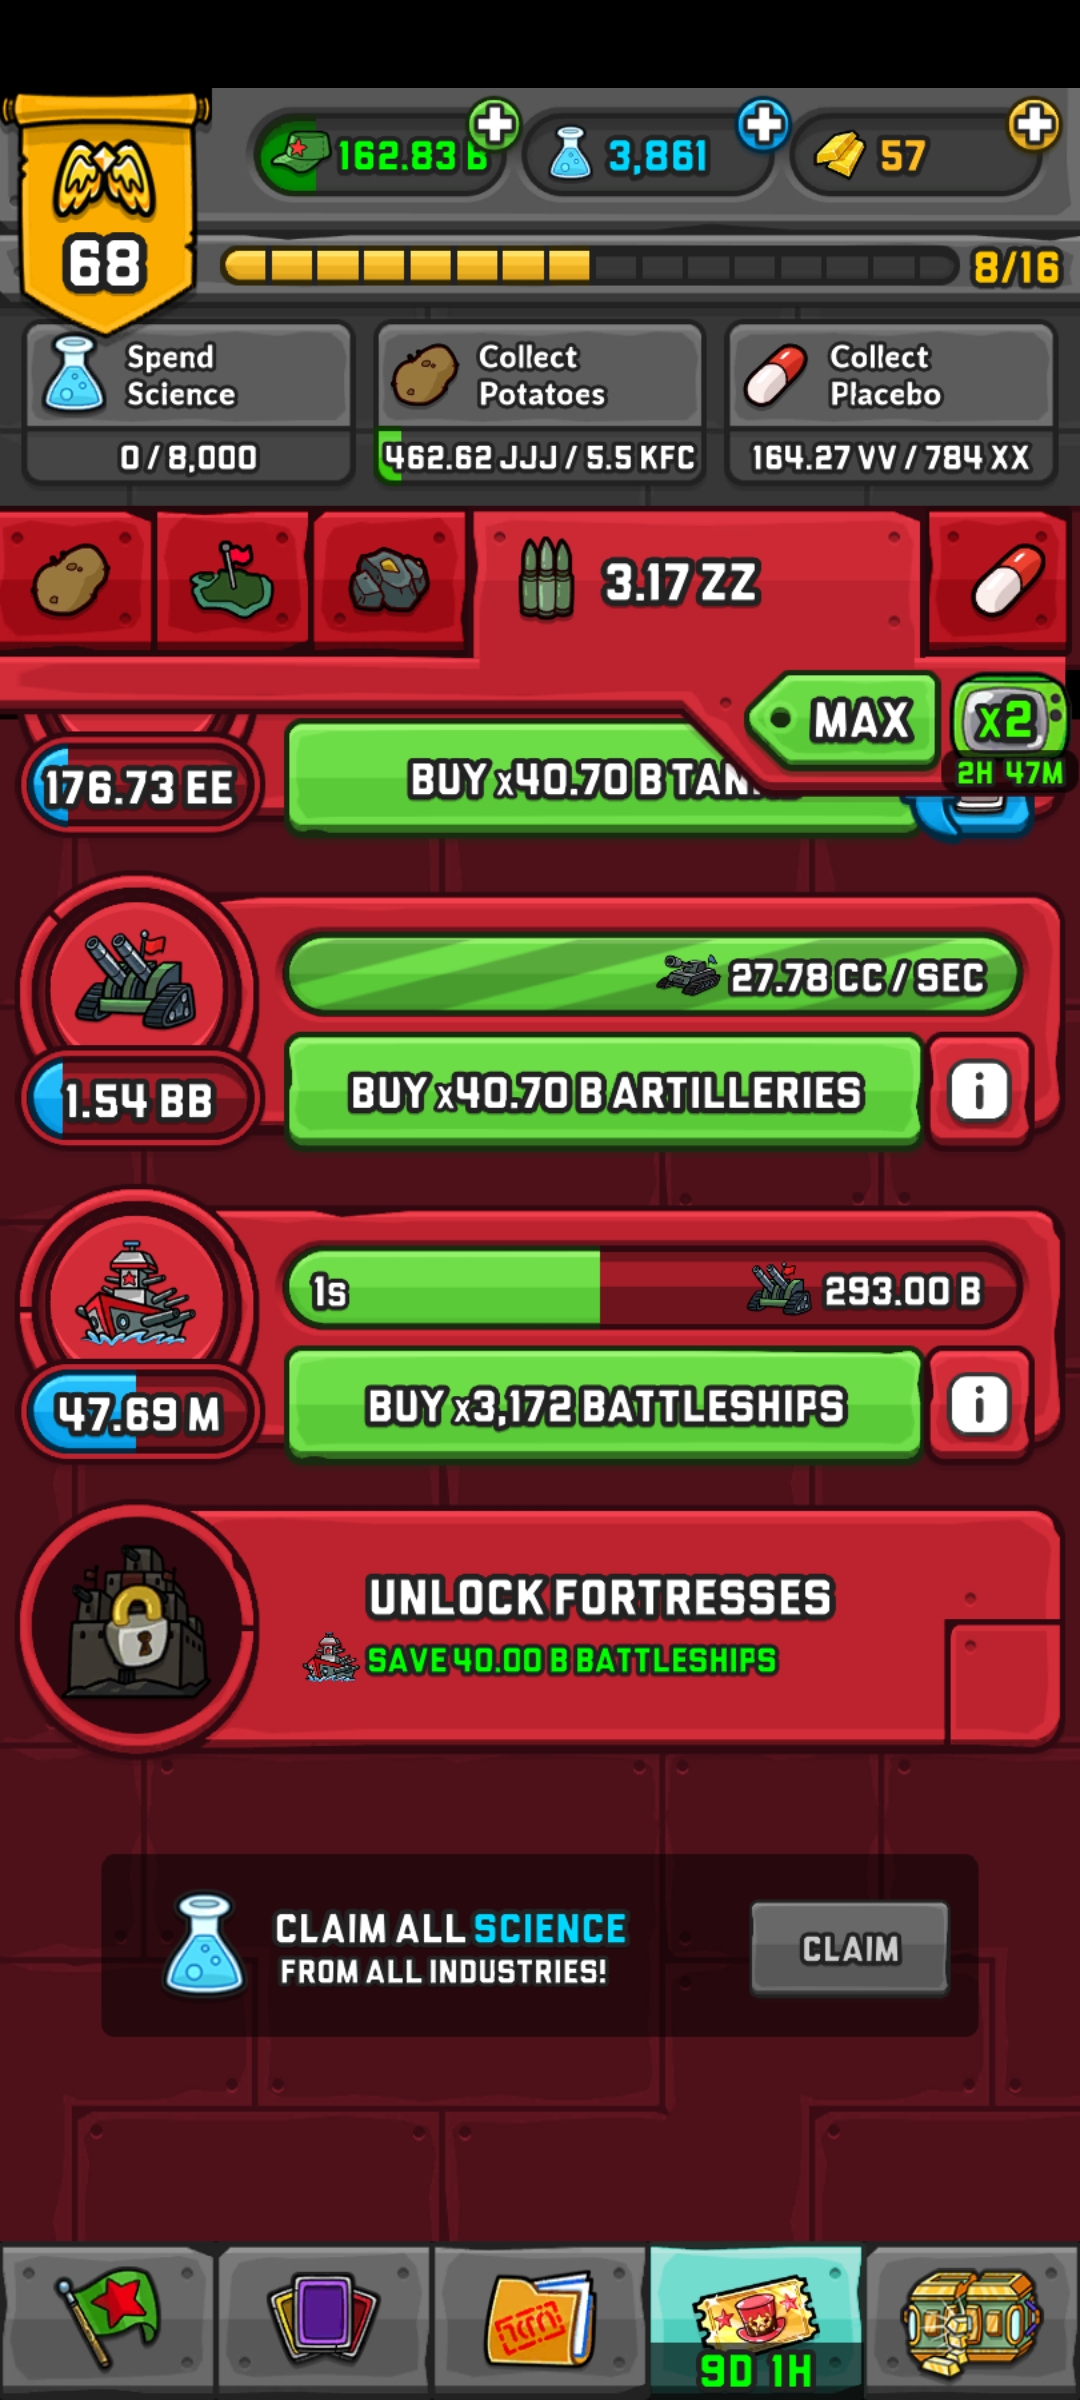 162.83 B
3,861
57
68
8/16
Spend
Science
Collect
Potatoes
Collect
Placebo
0 / 8,000
462.62 JJJ / 5.5 KFC
164.27 VV / 784 XX
3.17 ZZ
MAX
x2
2H 47M
176.73 EE
BUY x40.70 B
27.78 CC / SEC
1.54 BB
BUY x40.70 B ARTILLERIES
i
1s
293.00 B
47.69 M
BUY x3,172 BATTLESHIPS
i
UNLOCK FORTRESSES
SAVE 40.00 B BATTLESHIPS
CLAIM ALL SCIENCE
FROM ALL INDUSTRIES!
CLAIM
9D 1H